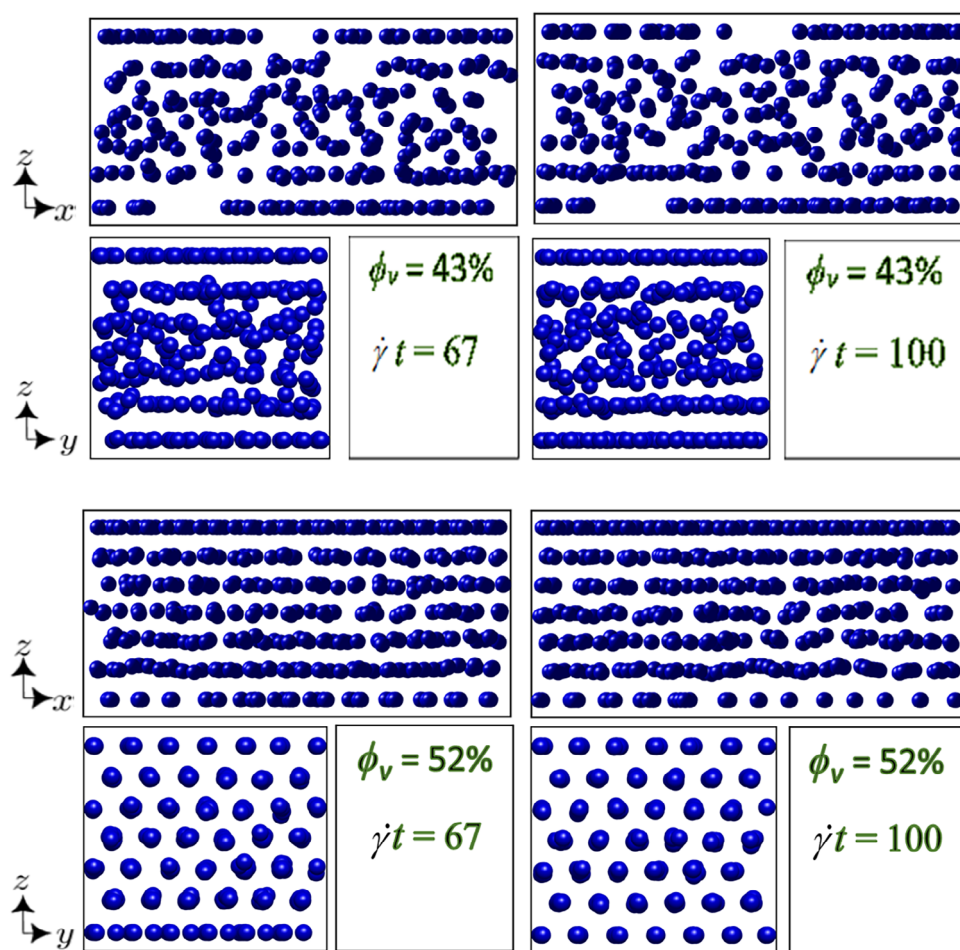 z
x
z
y
ϕᵥ = 43%
γ̇ t = 67
ϕᵥ = 43%
γ̇ t = 100
z
x
z
y
ϕᵥ = 52%
γ̇t = 67
ϕᵥ = 52%
γ̇t = 100